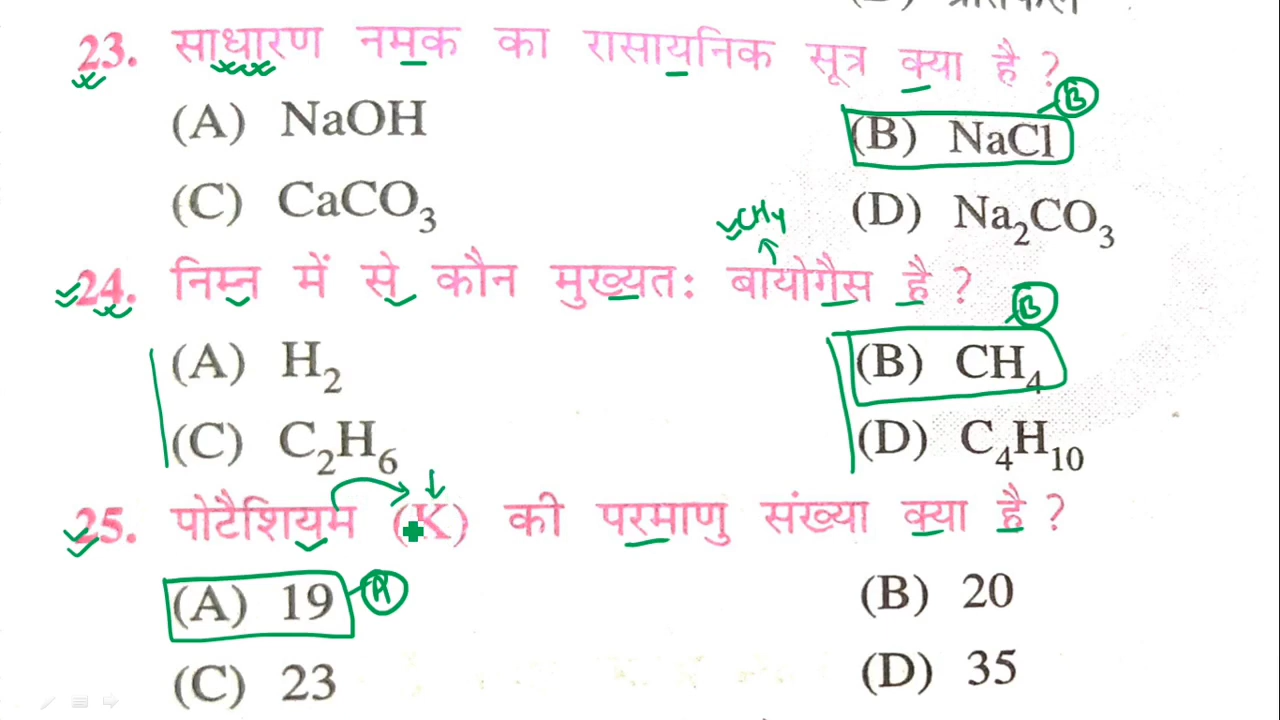 23. साधारण नमक का रासायनिक सूत्र क्या है ?
B
(A) NaOH (B) NaCl
(C) CaCO₃ (D) Na₂CO₃
CH₄
24. निम्न में से कौन मुख्यतः बायोगैस है ?
B
(A) H₂ (B) CH₄
(C) C₂H₆ (D) C₄H₁₀
25. पोटैशियम (K) की परमाणु संख्या क्या है ?
(A) 19 A (B) 20
(C) 23 (D) 35